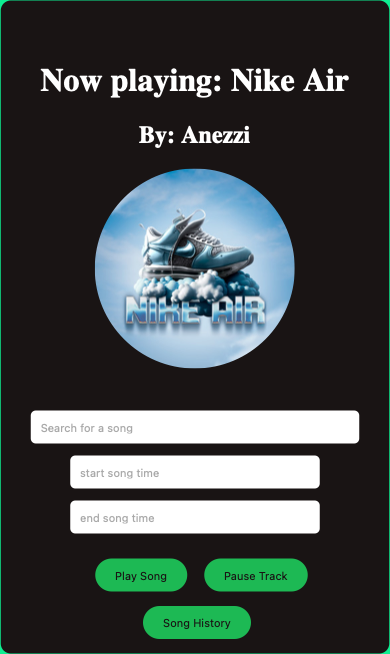 Now playing: Nike Air
By: Anezzi
NIKE AIR
Search for a song
start song time
end song time
Play Song
Pause Track
Song History